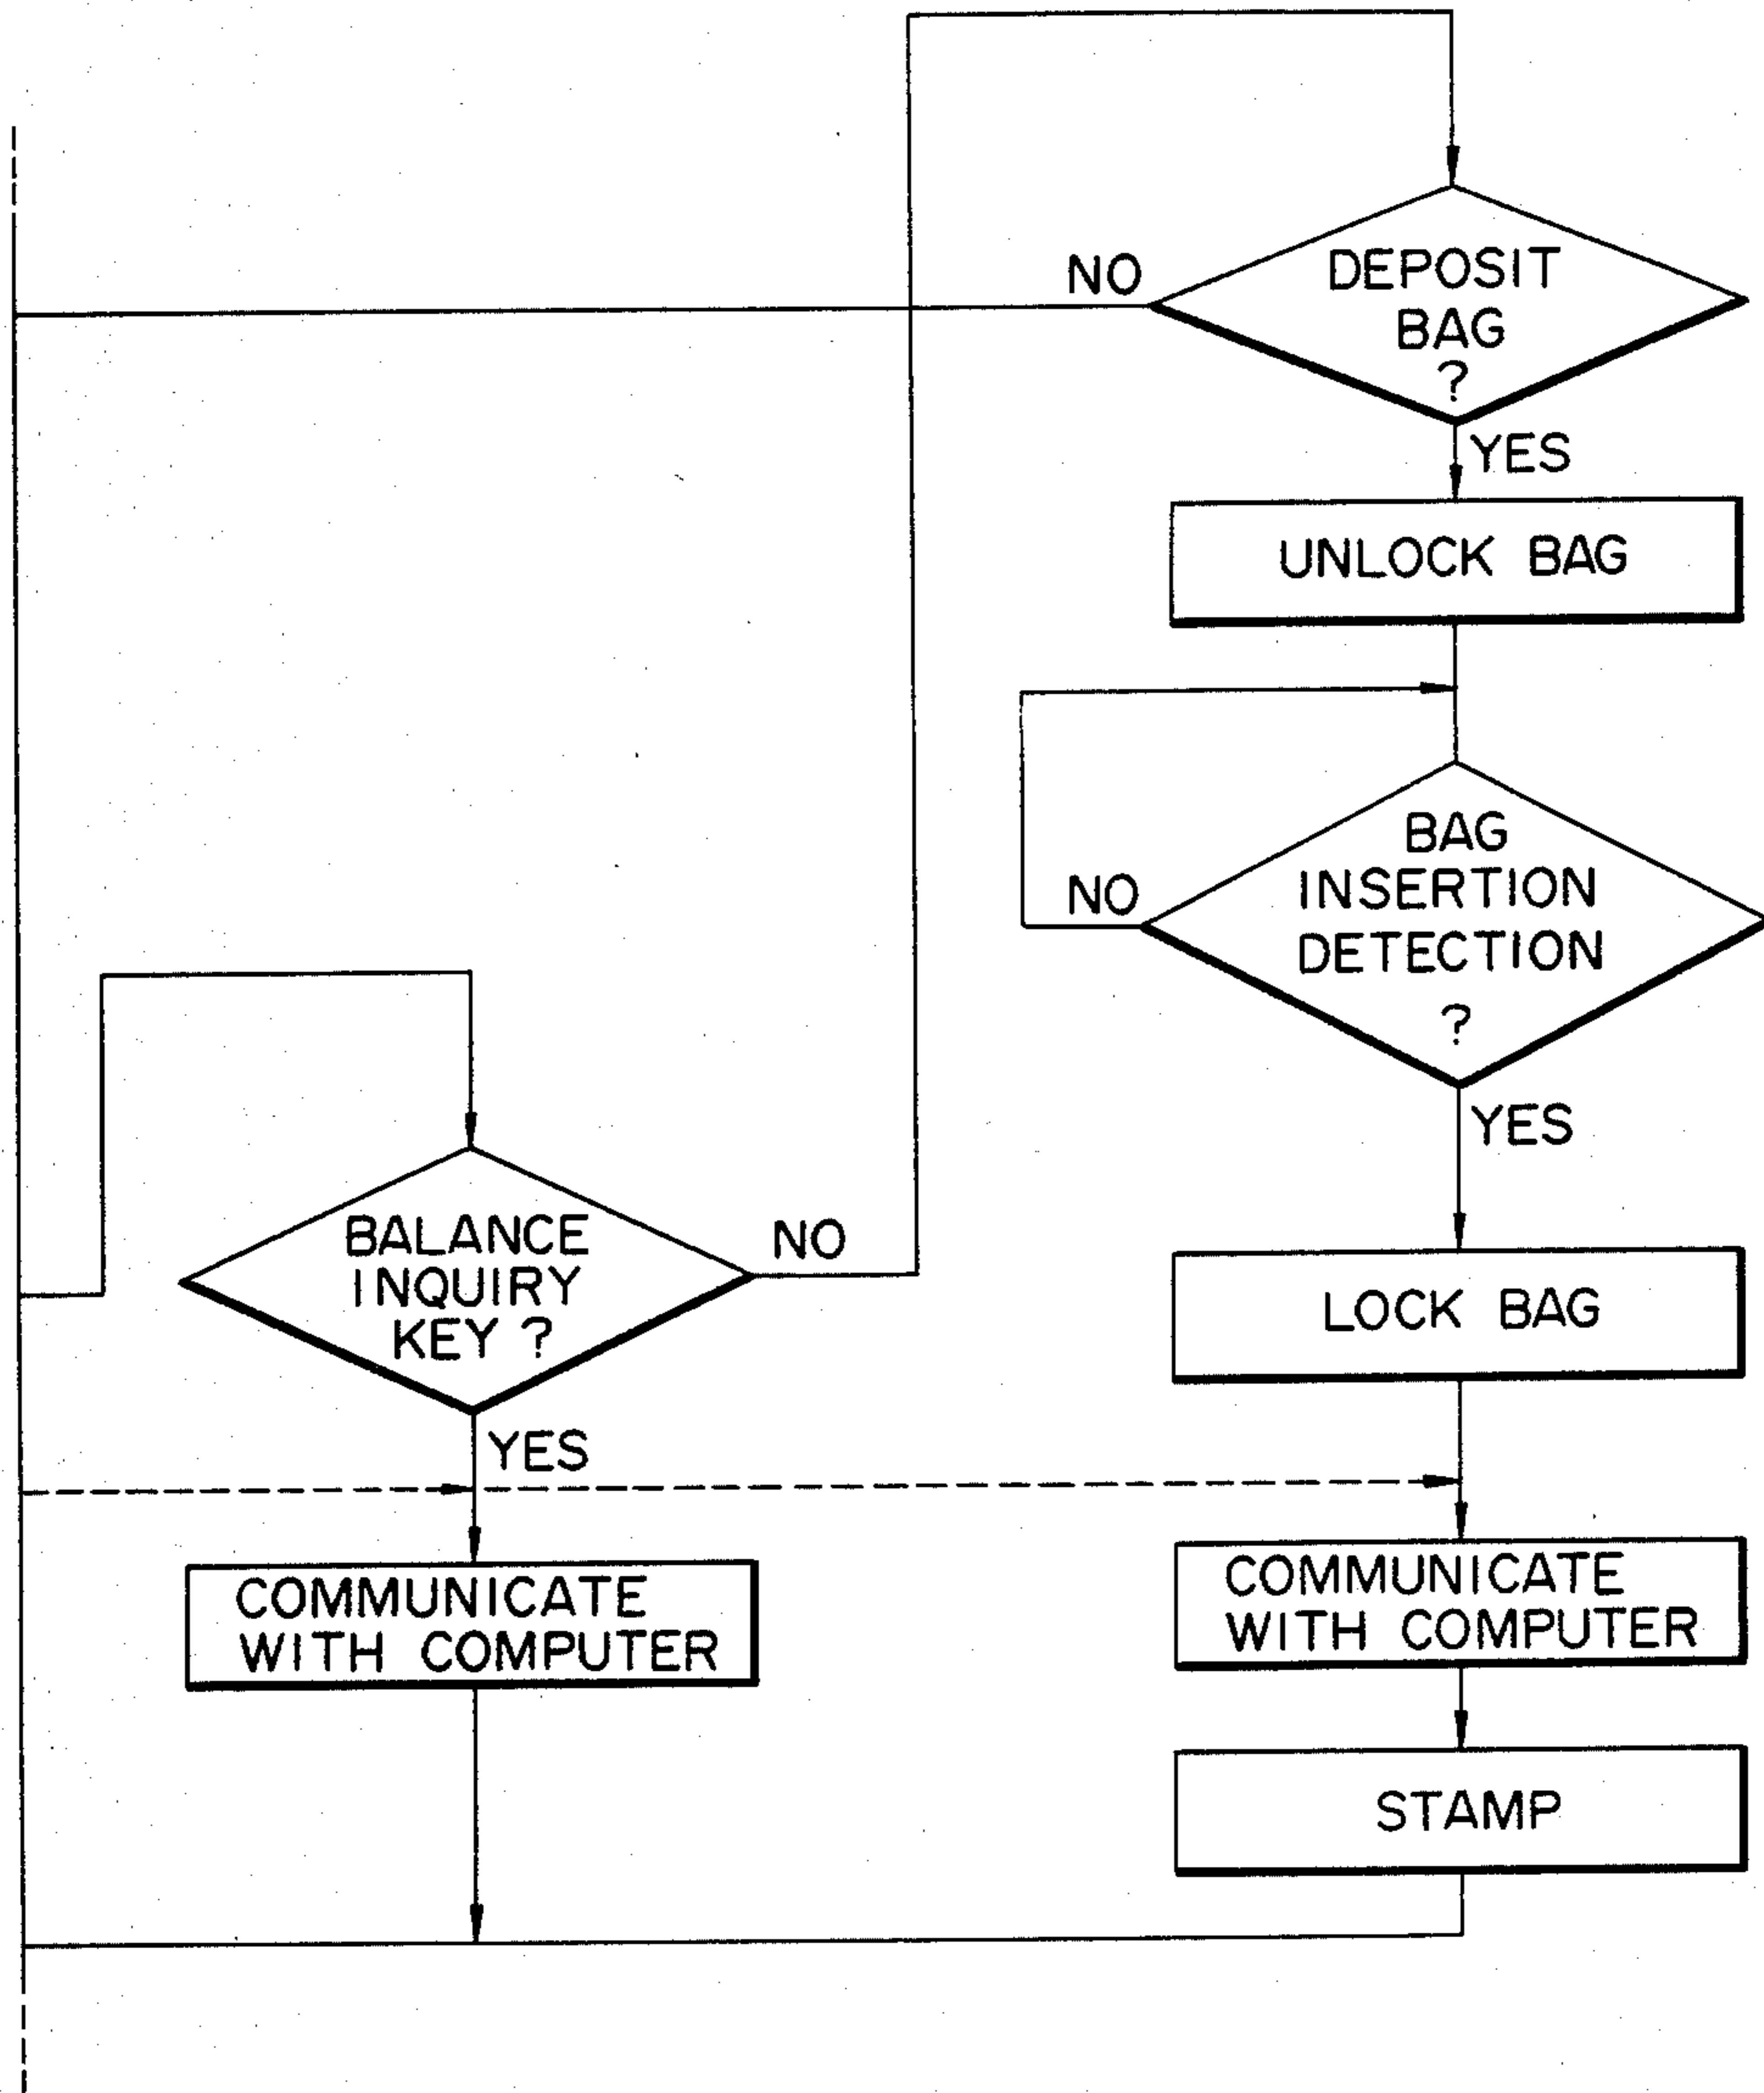 NO
DEPOSIT
BAG
?
YES
UNLOCK BAG
NO
BAG
INSERTION
DETECTION
?
YES
BALANCE
INQUIRY
KEY ?
NO
YES
LOCK BAG
COMMUNICATE
WITH COMPUTER
COMMUNICATE
WITH COMPUTER
STAMP